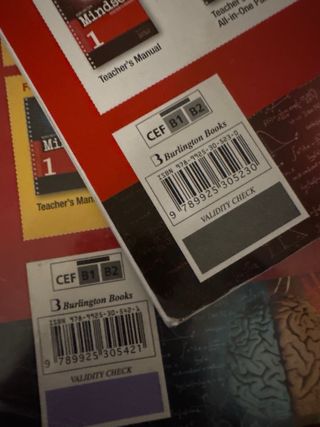 Mindset
1
Teacher's Manual
Teacher's
All-in-One Pa
CEF B1 B2
Burlington Books
ISBN 978-9925-30-523-0
9 789925 305230
VALIDITY CHECK
Mi
1
Teacher's Man
CEF B1 B2
Burlington Books
ISBN 978-9925-30-542-1
9 789925 305421
VALIDITY CHECK